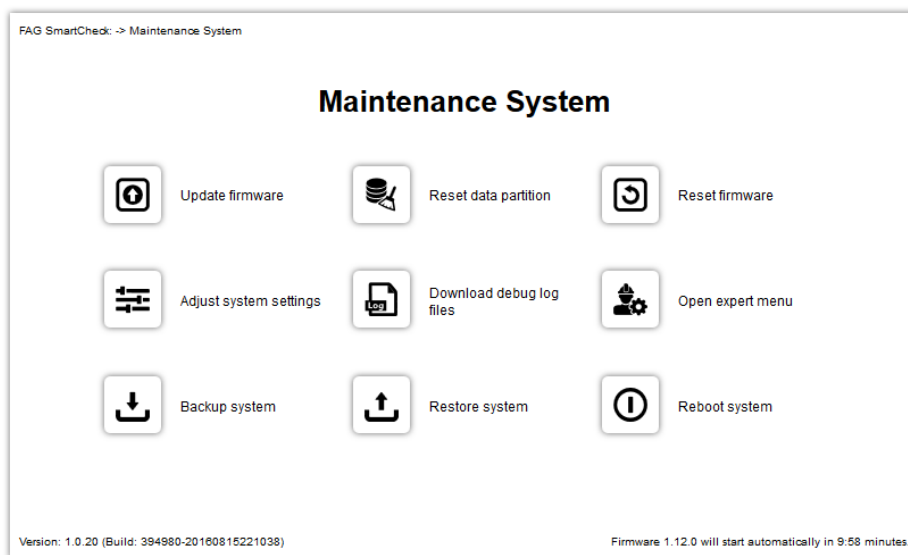 FAG SmartCheck: -> Maintenance System
Maintenance System
Update firmware
Reset data partition
Reset firmware
Adjust system settings
Download debug log
files
Log
Open expert menu
Backup system
Restore system
Reboot system
Version: 1.0.20 (Build: 394980-20160815221038)
Firmware 1.12.0 will start automatically in 9:58 minutes